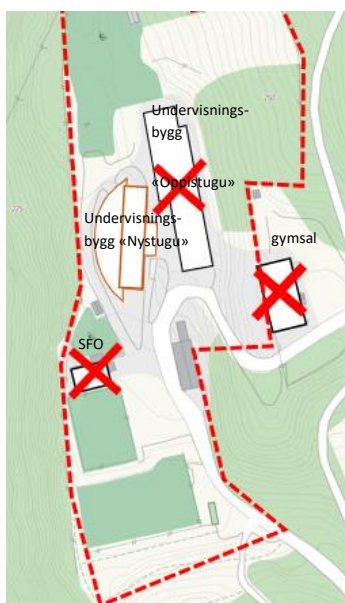 Undervisnings-
bygg
«Oppistugu»
Undervisnings-
bygg «Nystugu»
gymsal
SFO